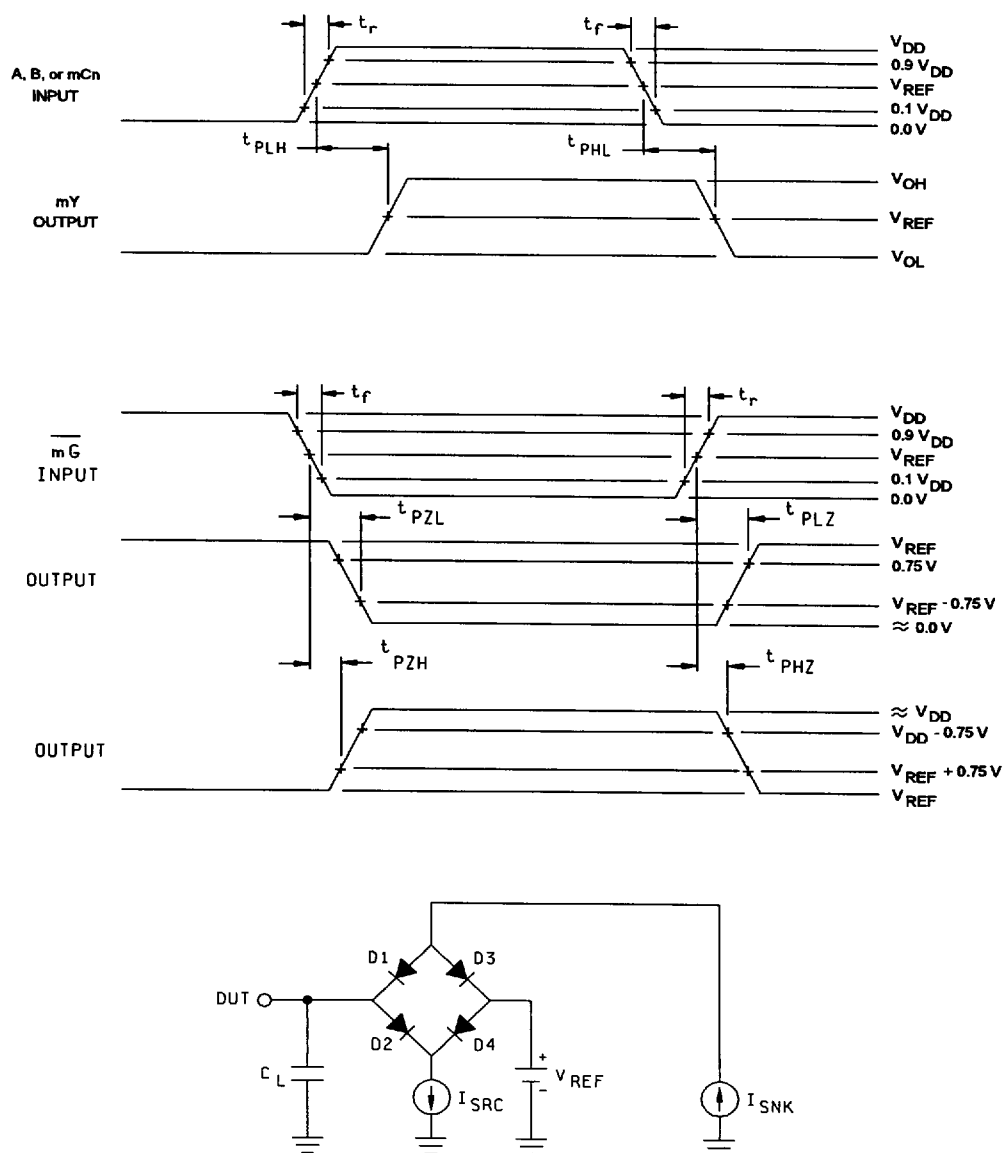 t_r
t_f
V_DD
0.9 V_DD
A, B, or mCn
INPUT
V_REF
0.1 V_DD
0.0 V
t_PLH
t_PHL
V_OH
mY
OUTPUT
V_REF
V_OL
t_f
t_r
V_DD
0.9 V_DD
m̅G̅
INPUT
V_REF
0.1 V_DD
0.0 V
t_PZL
t_PLZ
V_REF
0.75 V
OUTPUT
V_REF - 0.75 V
≈ 0.0 V
t_PZH
t_PHZ
≈ V_DD
V_DD - 0.75 V
OUTPUT
V_REF + 0.75 V
V_REF
D1
D3
DUT
D2
D4
C_L
I_SRC
+
-
V_REF
I_SNK